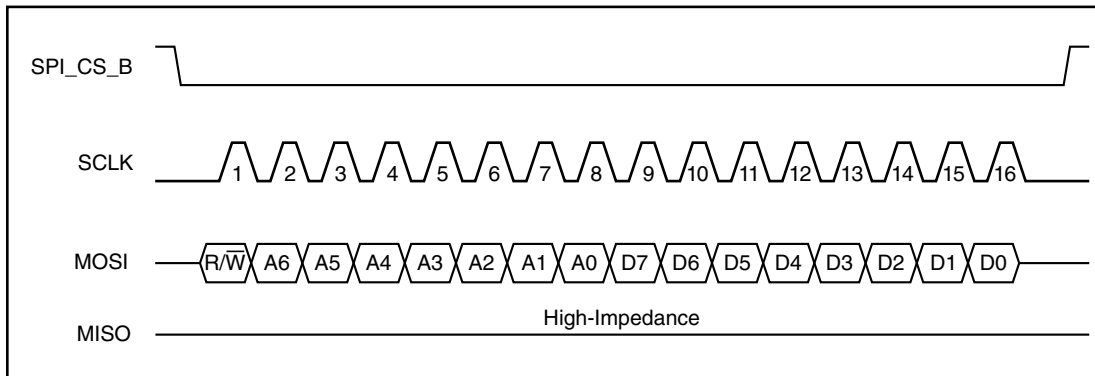 SPI_CS_B
SCLK 1 2 3 4 5 6 7 8 9 10 11 12 13 14 15 16
MOSI R/W̅ A6 A5 A4 A3 A2 A1 A0 D7 D6 D5 D4 D3 D2 D1 D0
High-Impedance
MISO